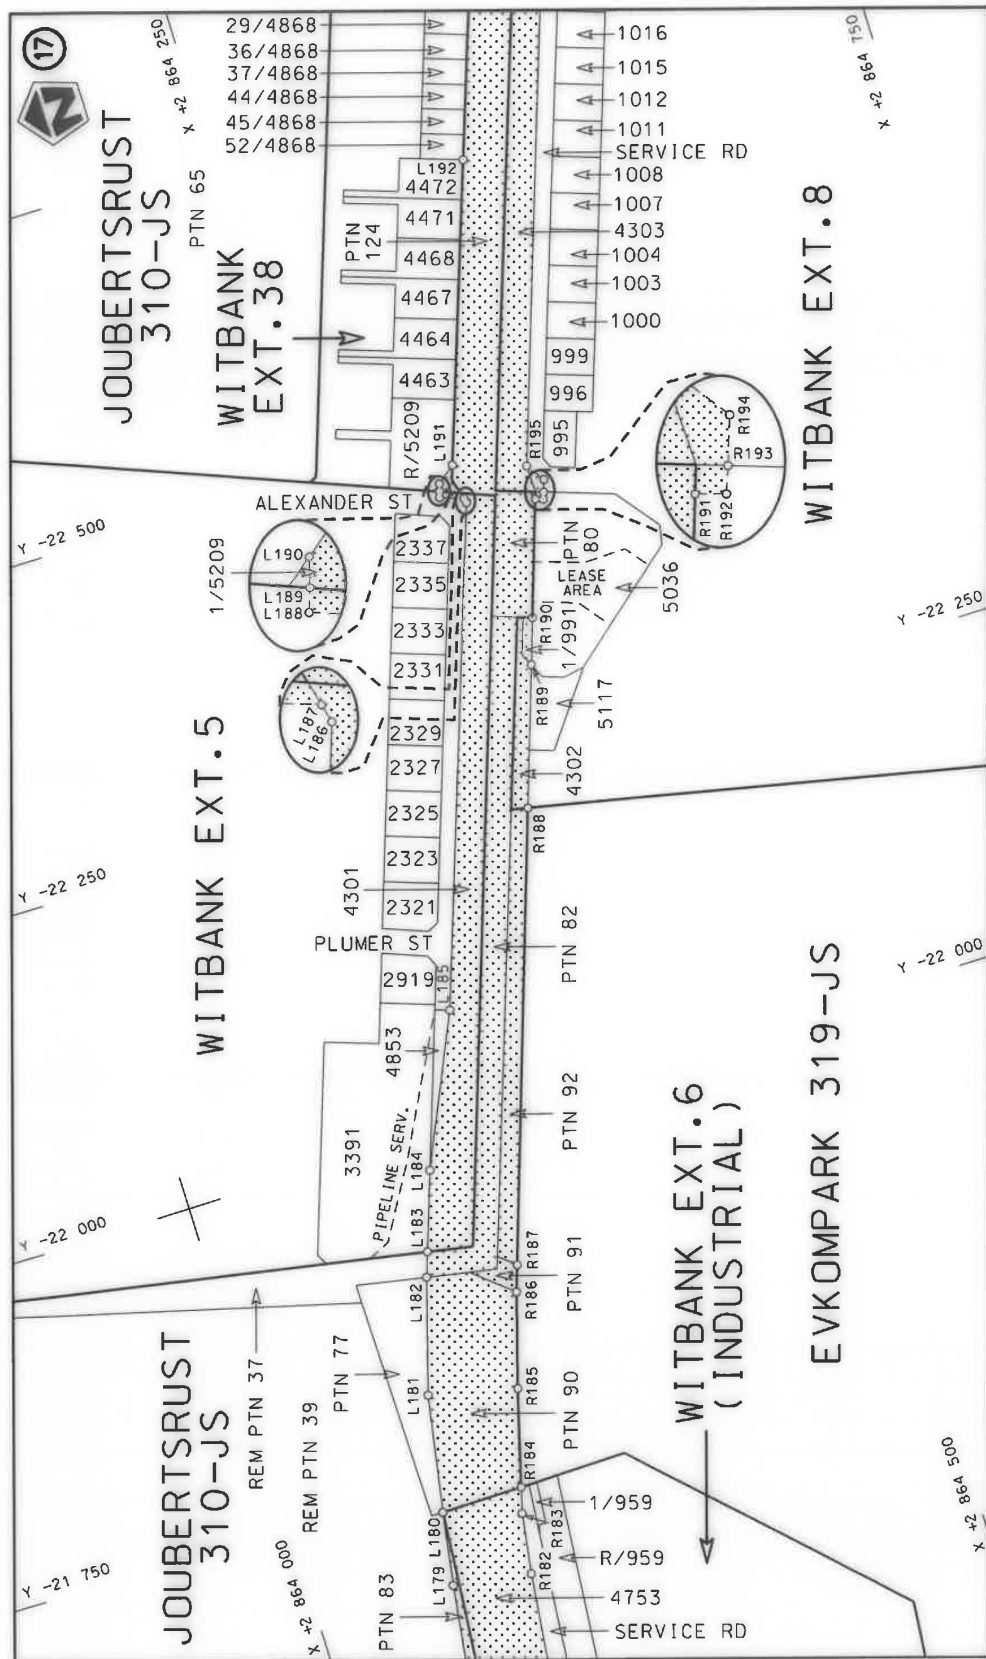 17
X +2 864 250
JOUBERTSRUST
310-JS
PTN 65
WITBANK
EXT.38
29/4868
36/4868
37/4868
44/4868
45/4868
52/4868
L192
4472
4471
4468
4467
4464
4463
R/5209
L191
PTN
124
1016
1015
1012
1011
SERVICE RD
1008
1007
4303
1004
1003
1000
999
996
995
R195
X +2 864 750
WITBANK EXT.8
R194
R193
R191
R192
Y -22 500
ALEXANDER ST
1/5209
L190
L189
L188
L187
L186
2337
2335
2333
2331
2329
2327
2325
2323
2321
PTN
80
LEASE
AREA
5036
R190
1/991
R189
5117
4302
R188
Y -22 250
WITBANK EXT.5
Y -22 250
4301
PLUMER ST
2919
L185
4853
3391
PIPELINE SERV.
L184
L183
L182
PTN 82
PTN 92
PTN 91
R187
R186
Y -22 000
EVKOMPARK 319-JS
WITBANK EXT.6
(INDUSTRIAL)
Y -22 000
JOUBERTSRUST
310-JS
REM PTN 37
REM PTN 39
PTN 77
L181
R185
PTN 90
R184
L180
L179
PTN 83
X +2 864 000
Y -21 750
R183
R182
1/959
R/959
4753
SERVICE RD
X +2 864 500